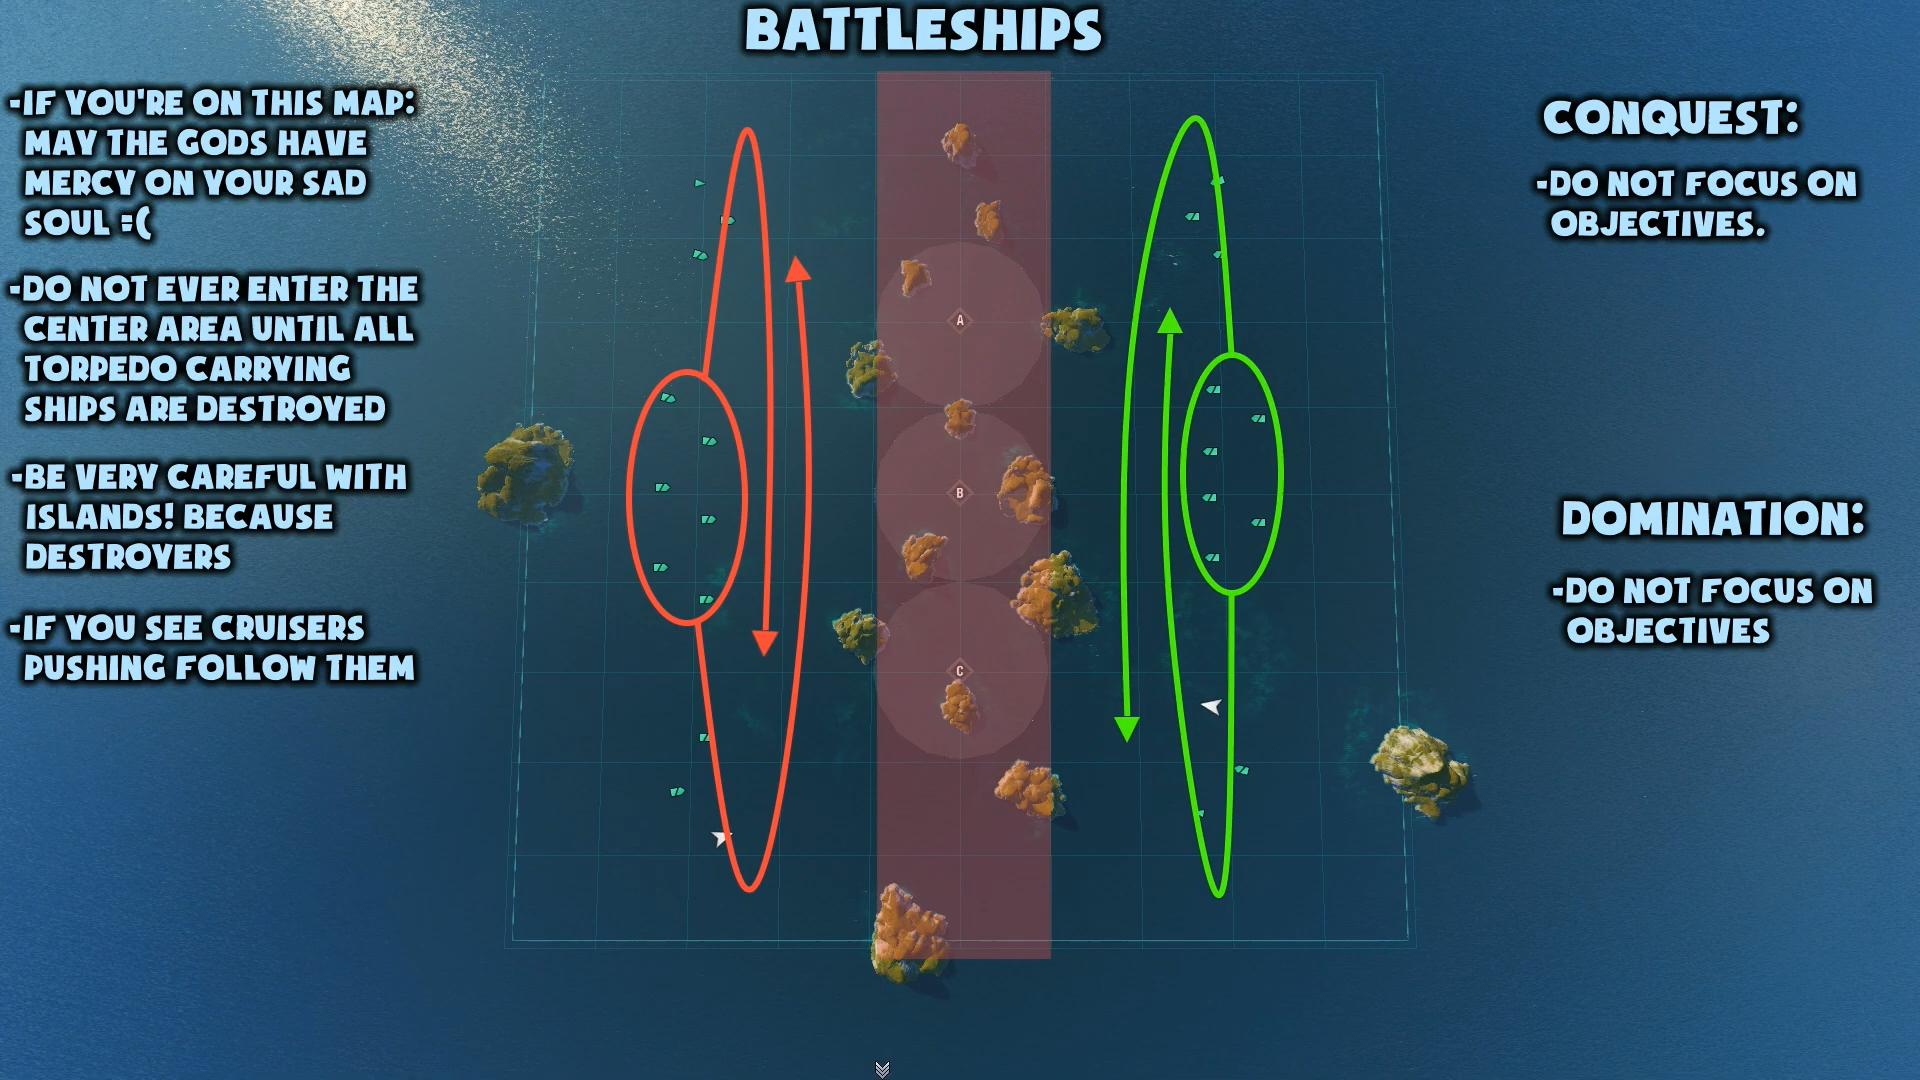 BATTLESHIPS
-IF YOU'RE ON THIS MAP:
MAY THE GODS HAVE
MERCY ON YOUR SAD
SOUL =(
-DO NOT EVER ENTER THE
CENTER AREA UNTIL ALL
TORPEDO CARRYING
SHIPS ARE DESTROYED
-BE VERY CAREFUL WITH
ISLANDS! BECAUSE
DESTROYERS
-IF YOU SEE CRUISERS
PUSHING FOLLOW THEM
A
B
C
CONQUEST:
-DO NOT FOCUS ON
OBJECTIVES.
DOMINATION:
-DO NOT FOCUS ON
OBJECTIVES